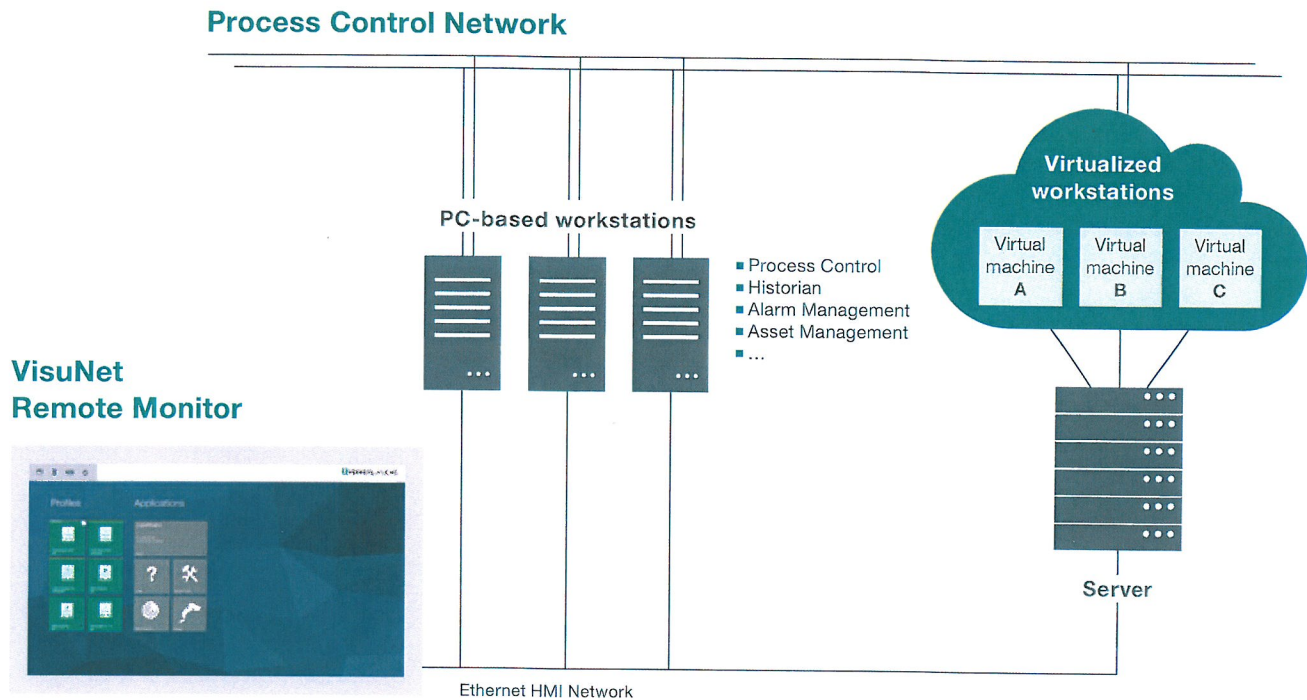 Process Control Network
Virtualized
workstations
PC-based workstations
Virtual
machine
A
Virtual
machine
B
Virtual
machine
C
■ Process Control
■ Historian
■ Alarm Management
■ Asset Management
■ ...
VisuNet
Remote Monitor
Profiles
Applications
?
Server
Ethernet HMI Network